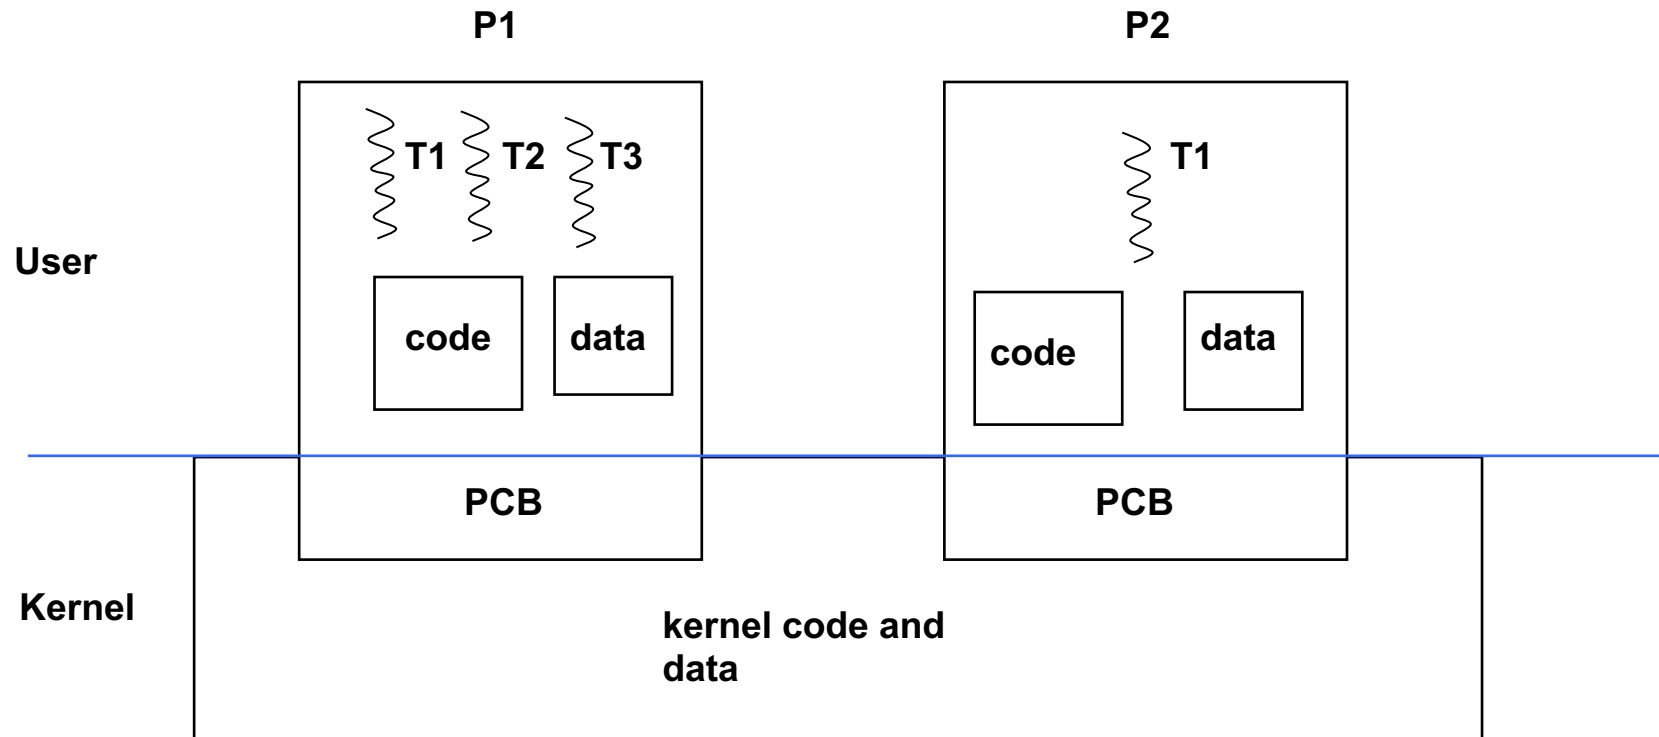 P1
P2
T1
T2
T3
T1
User
code
data
code
data
PCB
PCB
Kernel
kernel code and
data